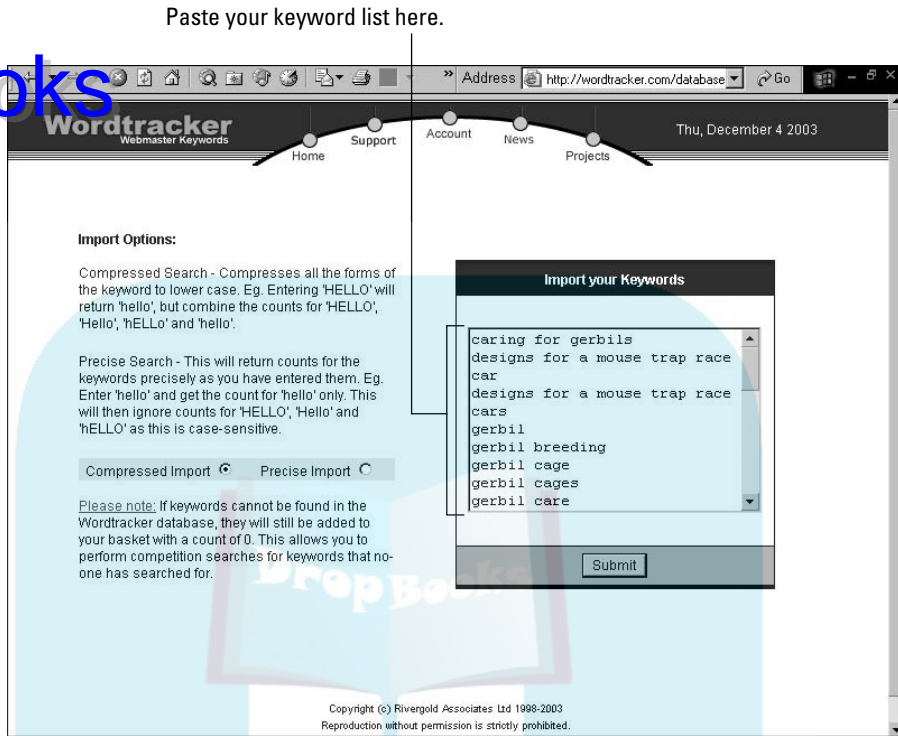 Paste your keyword list here.
oks
» Address http://wordtracker.com/database Go
Wordtracker
Webmaster Keywords
Home
Support
Account
News
Projects
Thu, December 4 2003
Import Options:
Compressed Search - Compresses all the forms of
the keyword to lower case. Eg. Entering 'HELLO' will
return 'hello', but combine the counts for 'HELLO',
'Hello', 'hELLo' and 'hello'.
Precise Search - This will return counts for the
keywords precisely as you have entered them. Eg.
Enter 'hello' and get the count for 'hello' only. This
will then ignore counts for 'HELLO', 'Hello' and
'hELLO' as this is case-sensitive.
Compressed Import Precise Import
Please note: If keywords cannot be found in the
Wordtracker database, they will still be added to
your basket with a count of 0. This allows you to
perform competition searches for keywords that no-
one has searched for.
Import your Keywords
caring for gerbils
designs for a mouse trap race
car
designs for a mouse trap race
cars
gerbil
gerbil breeding
gerbil cage
gerbil cages
gerbil care
Submit
DropBooks
Copyright (c) Rivergold Associates Ltd 1998-2003
Reproduction without permission is strictly prohibited.